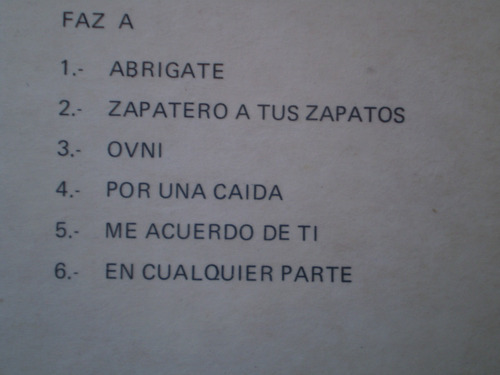 FAZ A
1.- ABRIGATE
2.- ZAPATERO A TUS ZAPATOS
3.- OVNI
4.- POR UNA CAIDA
5.- ME ACUERDO DE TI
6.- EN CUALQUIER PARTE